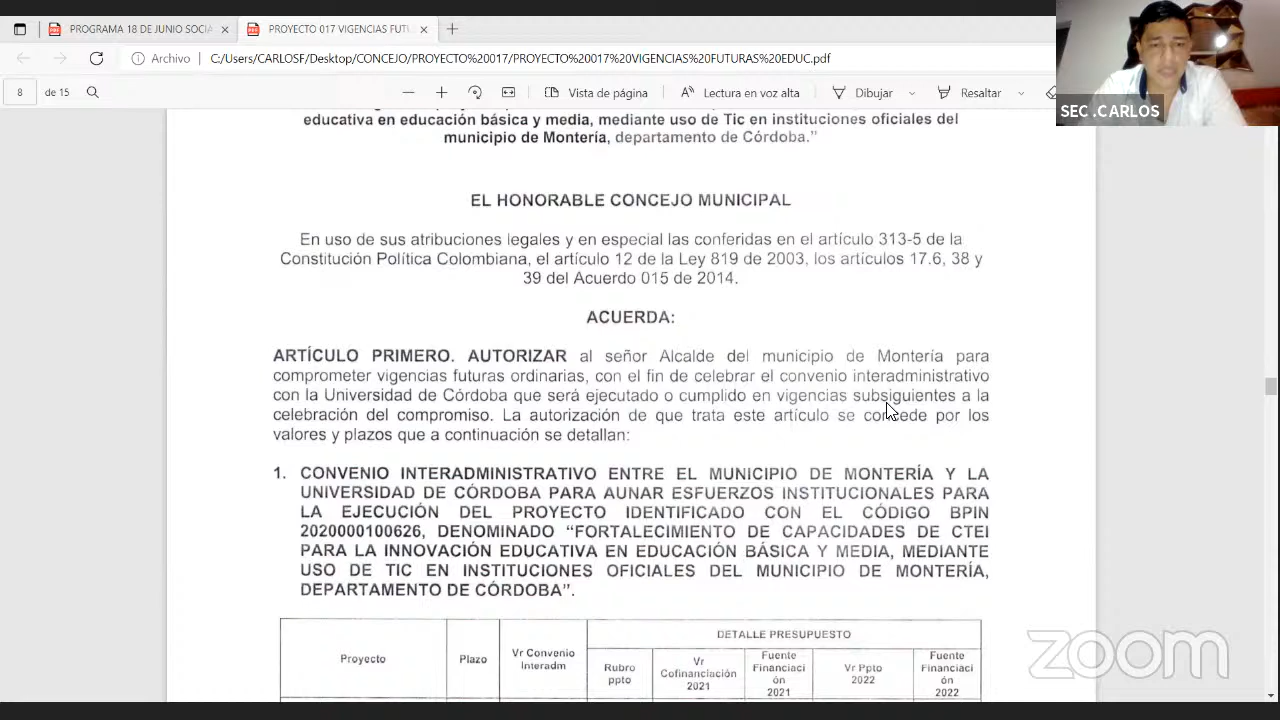 PROGRAMA 18 DE JUNIO SOCIA
PROYECTO 017 VIGENCIAS FUTU
Archivo
C:/Users/CARLOSF/Desktop/CONCEJO/PROYECTO%20017/PROYECTO%20017%20VIGENCIAS%20FUTURAS%20EDUC.pdf
8 de 15
Vista de página
Lectura en voz alta
Dibujar
Resaltar
SEC .CARLOS
educativa en educación básica y media, mediante uso de Tic en instituciones oficiales del
municipio de Montería, departamento de Córdoba.”
EL HONORABLE CONCEJO MUNICIPAL
En uso de sus atribuciones legales y en especial las conferidas en el artículo 313-5 de la
Constitución Política Colombiana, el artículo 12 de la Ley 819 de 2003, los artículos 17.6, 38 y
39 del Acuerdo 015 de 2014.
ACUERDA:
ARTÍCULO PRIMERO. AUTORIZAR al señor Alcalde del municipio de Montería para
comprometer vigencias futuras ordinarias, con el fin de celebrar el convenio interadministrativo
con la Universidad de Córdoba que será ejecutado o cumplido en vigencias subsiguientes a la
celebración del compromiso. La autorización de que trata este artículo se concede por los
valores y plazos que a continuación se detallan:
1. CONVENIO INTERADMINISTRATIVO ENTRE EL MUNICIPIO DE MONTERÍA Y LA
UNIVERSIDAD DE CÓRDOBA PARA AUNAR ESFUERZOS INSTITUCIONALES PARA
LA EJECUCIÓN DEL PROYECTO IDENTIFICADO CON EL CÓDIGO BPIN
2020000100626, DENOMINADO “FORTALECIMIENTO DE CAPACIDADES DE CTEI
PARA LA INNOVACIÓN EDUCATIVA EN EDUCACIÓN BÁSICA Y MEDIA, MEDIANTE
USO DE TIC EN INSTITUCIONES OFICIALES DEL MUNICIPIO DE MONTERÍA,
DEPARTAMENTO DE CÓRDOBA”.
DETALLE PRESUPUESTO
Proyecto
Plazo
Vr Convenio
Interadm
Rubro
ppto
Vr
Cofinanciación
2021
Fuente
Financiaci
ón
2021
Vr Ppto
2022
Fuente
Financiaci
ón
2022
zoom